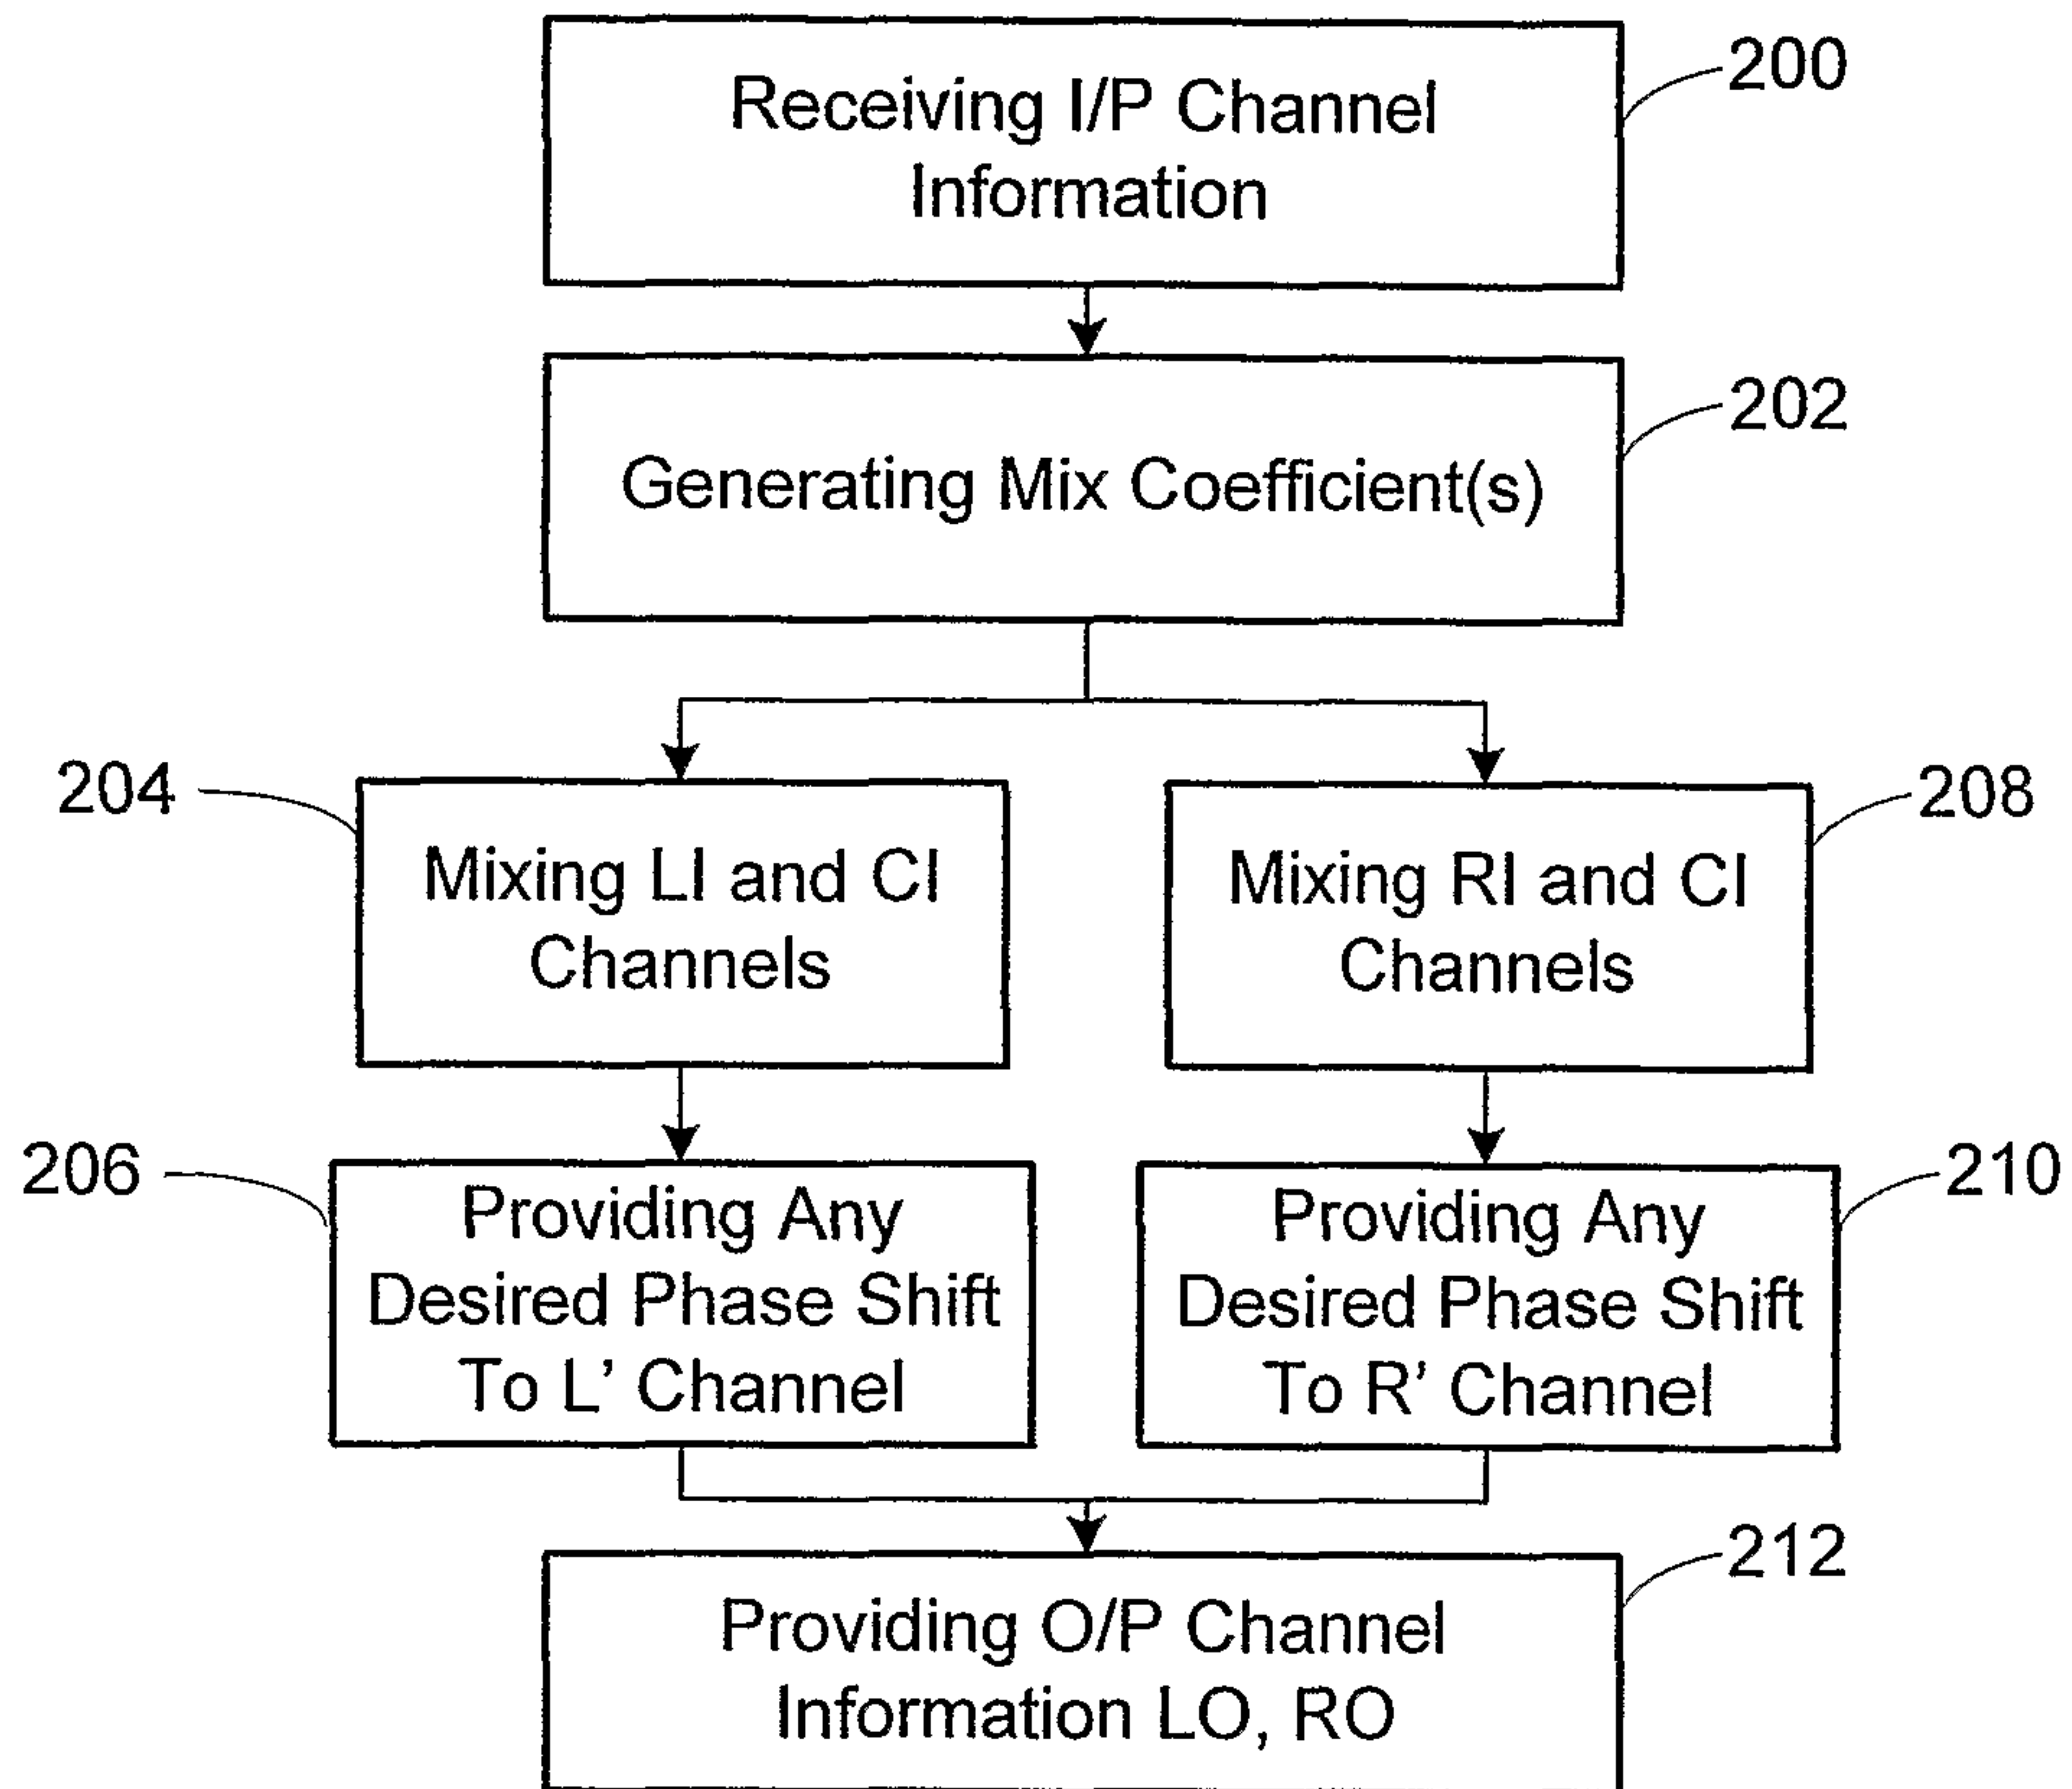 Receiving I/P Channel
Information
200
Generating Mix Coefficient(s)
202
204
Mixing LI and CI
Channels
Mixing RI and CI
Channels
208
206
Providing Any
Desired Phase Shift
To L’ Channel
Providing Any
Desired Phase Shift
To R’ Channel
210
Providing O/P Channel
Information LO, RO
212